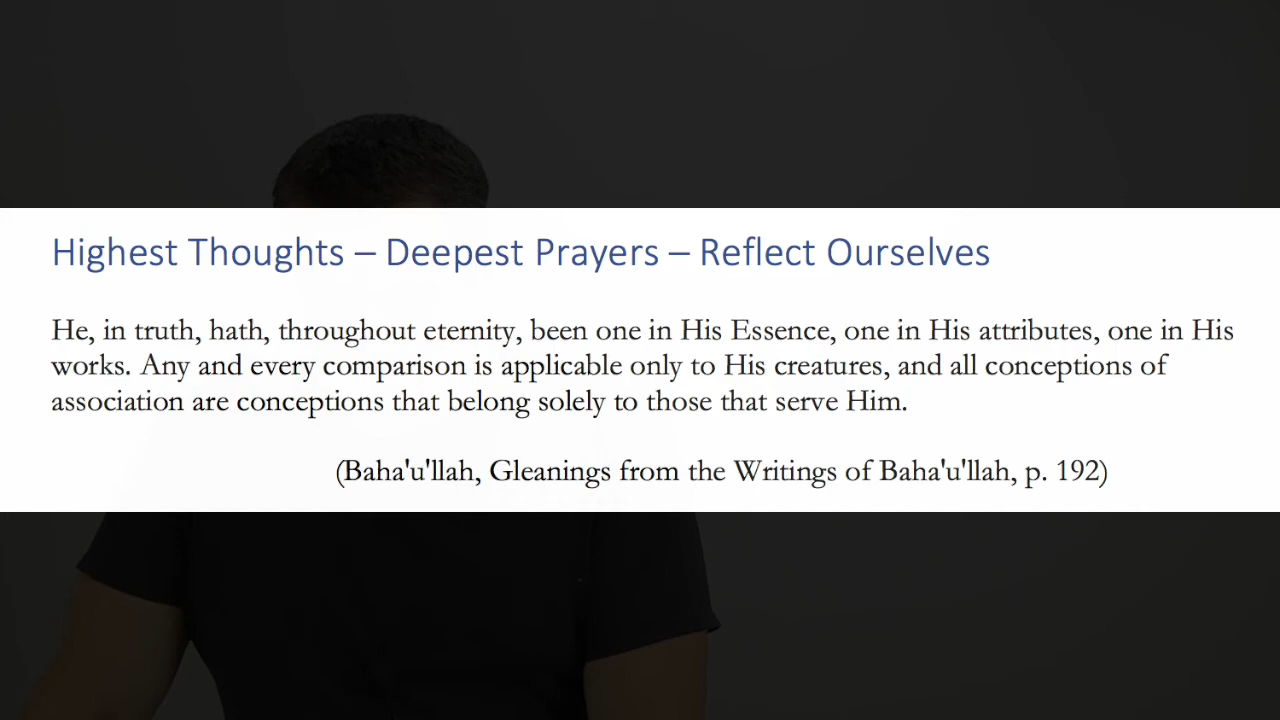 Highest Thoughts – Deepest Prayers – Reflect Ourselves
He, in truth, hath, throughout eternity, been one in His Essence, one in His attributes, one in His
works. Any and every comparison is applicable only to His creatures, and all conceptions of
association are conceptions that belong solely to those that serve Him.
(Baha'u'llah, Gleanings from the Writings of Baha'u'llah, p. 192)